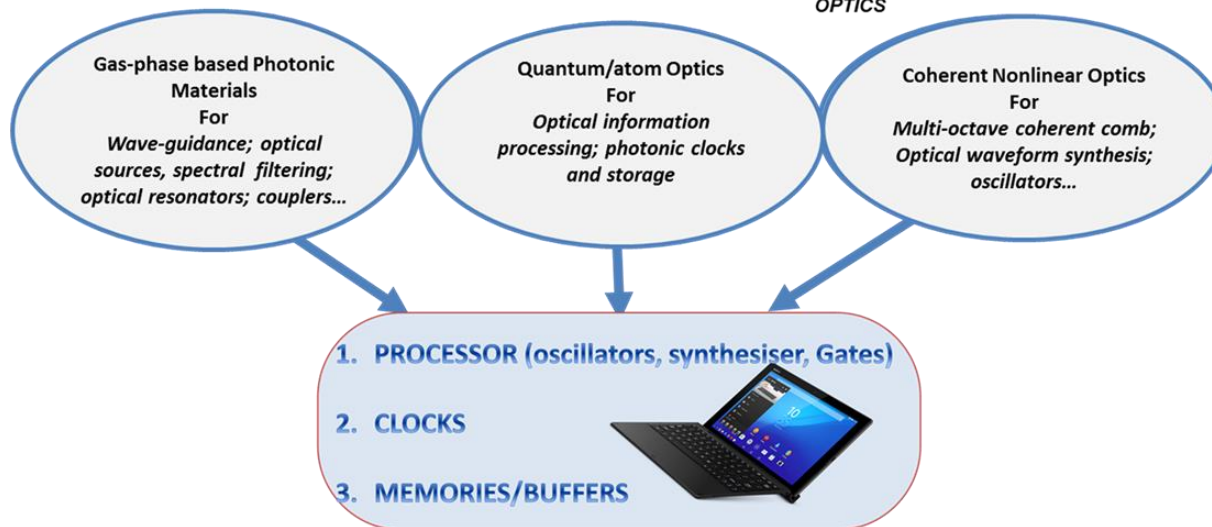 OPTICS
Gas-phase based Photonic
Materials
For
Wave-guidance; optical
sources, spectral filtering;
optical resonators; couplers...
Quantum/atom Optics
For
Optical information
processing; photonic clocks
and storage
Coherent Nonlinear Optics
For
Multi-octave coherent comb;
Optical waveform synthesis;
oscillators...
1. PROCESSOR (oscillators, synthesiser, Gates)
2. CLOCKS
3. MEMORIES/BUFFERS
10